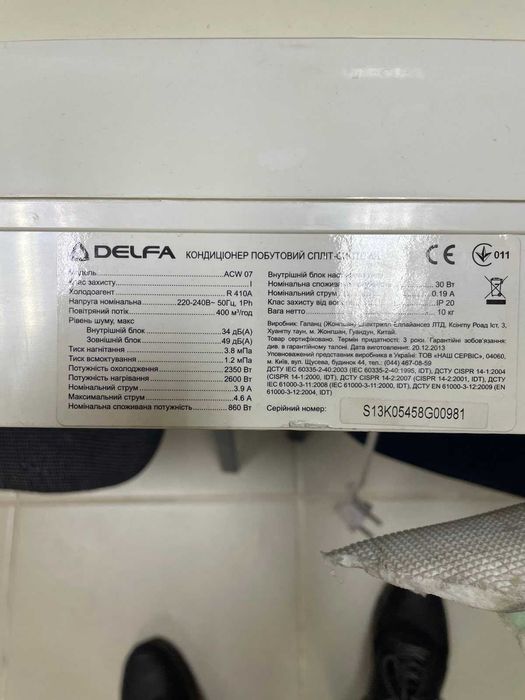 DELFA КОНДИЦІОНЕР ПОБУТОВИЙ СПЛІТ-СИСТЕМА CE 011
Модель ACW 07
Клас захисту I
Холодоагент R 410A
Напруга номінальна 220-240В~ 50Гц, 1Ph
Повітряний потік 400 м³/год
Рівень шуму, макс
Внутрішній блок 34 дБ(А)
Зовнішній блок 49 дБ(А)
Тиск нагнітання 3.8 мПа
Тиск всмоктування 1.2 мПа
Потужність охолодження 2350 Вт
Потужність нагрівання 2600 Вт
Номінальний струм 3.9 А
Максимальний струм 4.6 А
Номінальна споживана потужність 860 Вт
Внутрішній блок
Номінальна 30 Вт
Номінальний струм 0.19 А
Клас захисту від IP 20
Вага нетто 10 кг
Виробник: Галанц (Жонгшан) Еллайансез ЛТД, Ксінгпу Роад Іст, 3,
Хуангпу таун, м. Жонгшан, Гуандун, Китай.
Товар сертифіковано. Термін придатності: 3 роки. Гарантійні зобов'язання:
див. в гарантійному талоні. Дата виготовлення: 20.12.2013
Уповноважений представник виробника в Україні: ТОВ «НАШ СЕРВІС», 04060,
м. Київ, вул. Щусєва, будинок 44, тел.: (044) 467-08-59
ДСТУ IEC 60335-2-40:2003 (IEC 60335-2-40:1995, IDT), ДСТУ CISPR 14-1:2004
(CISPR 14-1:2000, IDT), ДСТУ CISPR 14-2:2007 (CISPR 14-2:2001, IDT), ДСТУ
IEC 61000-3-11:2008 (IEC 61000-3-11:2000, IDT), ДСТУ EN 61000-3-12:2009 (EN
61000-3-12:2004, IDT)
Серійний номер: S13K05458G00981